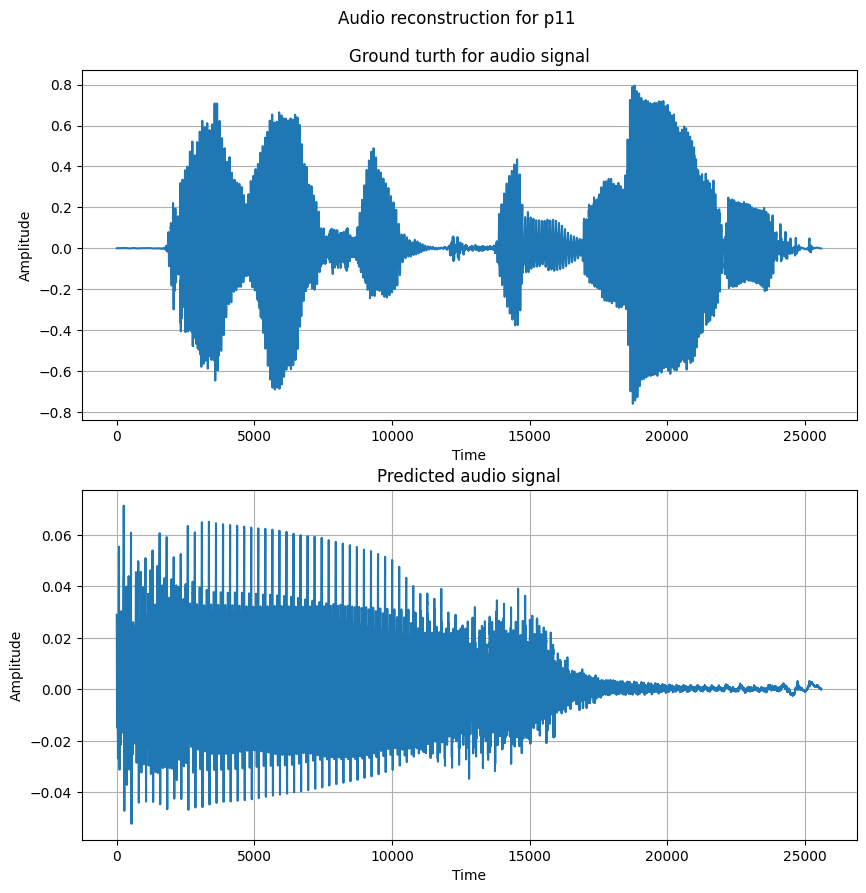 Audio reconstruction for p11
Ground turth for audio signal
0.8
0.6
0.4
0.2
0.0
−0.2
−0.4
−0.6
−0.8
Amplitude
0 5000 10000 15000 20000 25000
Time
Predicted audio signal
0.06
0.04
0.02
0.00
−0.02
−0.04
Amplitude
0 5000 10000 15000 20000 25000
Time